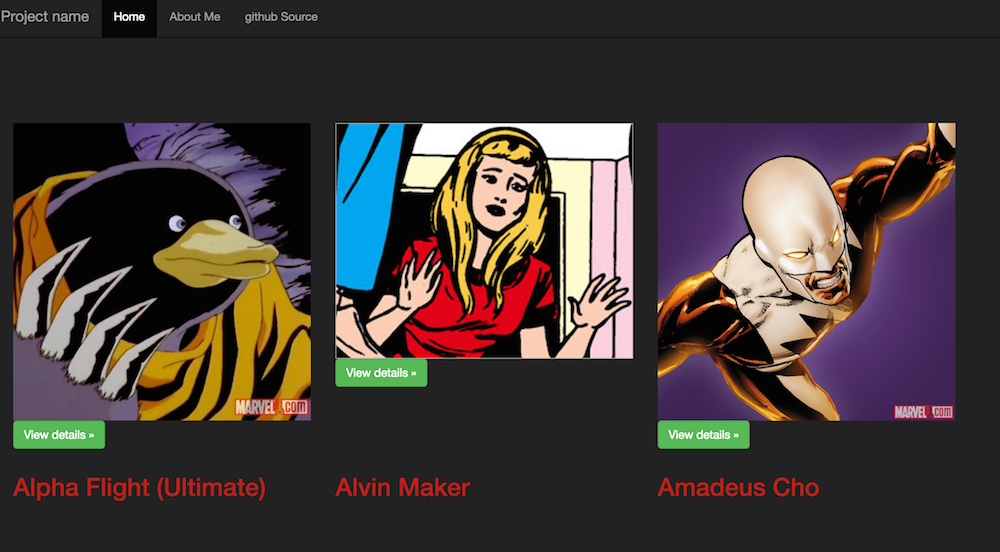 Project name Home About Me github Source
MARVEL.COM
MARVEL.COM
View details »
View details » View details »
Alpha Flight (Ultimate) Alvin Maker Amadeus Cho